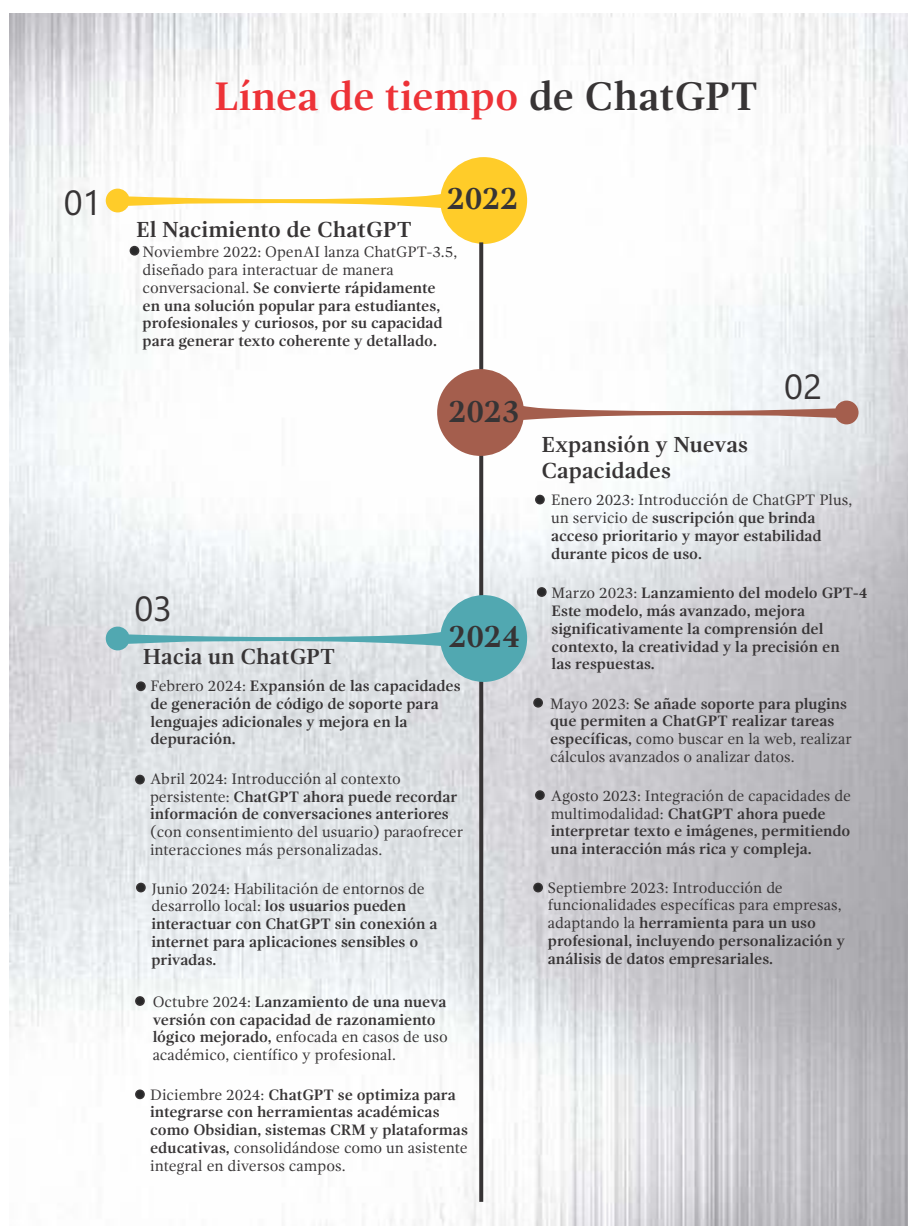 Línea de tiempo de ChatGPT
2022
01
El Nacimiento de ChatGPT
Noviembre 2022: OpenAI lanza ChatGPT-3.5,
diseñado para interactuar de manera
conversacional. Se convierte rápidamente
en una solución popular para estudiantes,
profesionales y curiosos, por su capacidad
para generar texto coherente y detallado.
2023
02
Expansión y Nuevas
Capacidades
Enero 2023: Introducción de ChatGPT Plus,
un servicio de suscripción que brinda
acceso prioritario y mayor estabilidad
durante picos de uso.
Marzo 2023: Lanzamiento del modelo GPT-4
Este modelo, más avanzado, mejora
significativamente la comprensión del
contexto, la creatividad y la precisión en
las respuestas.
Mayo 2023: Se añade soporte para plugins
que permiten a ChatGPT realizar tareas
específicas, como buscar en la web, realizar
cálculos avanzados o analizar datos.
Agosto 2023: Integración de capacidades de
multimodalidad: ChatGPT ahora puede
interpretar texto e imágenes, permitiendo
una interacción más rica y compleja.
Septiembre 2023: Introducción de
funcionalidades específicas para empresas,
adaptando la herramienta para un uso
profesional, incluyendo personalización y
análisis de datos empresariales.
03
2024
Hacia un ChatGPT
Febrero 2024: Expansión de las capacidades
de generación de código de soporte para
lenguajes adicionales y mejora en la
depuración.
Abril 2024: Introducción al contexto
persistente: ChatGPT ahora puede recordar
información de conversaciones anteriores
(con consentimiento del usuario) paraofrecer
interacciones más personalizadas.
Junio 2024: Habilitación de entornos de
desarrollo local: los usuarios pueden
interactuar con ChatGPT sin conexión a
internet para aplicaciones sensibles o
privadas.
Octubre 2024: Lanzamiento de una nueva
versión con capacidad de razonamiento
lógico mejorado, enfocada en casos de uso
académico, científico y profesional.
Diciembre 2024: ChatGPT se optimiza para
integrarse con herramientas académicas
como Obsidian, sistemas CRM y plataformas
educativas, consolidándose como un asistente
integral en diversos campos.